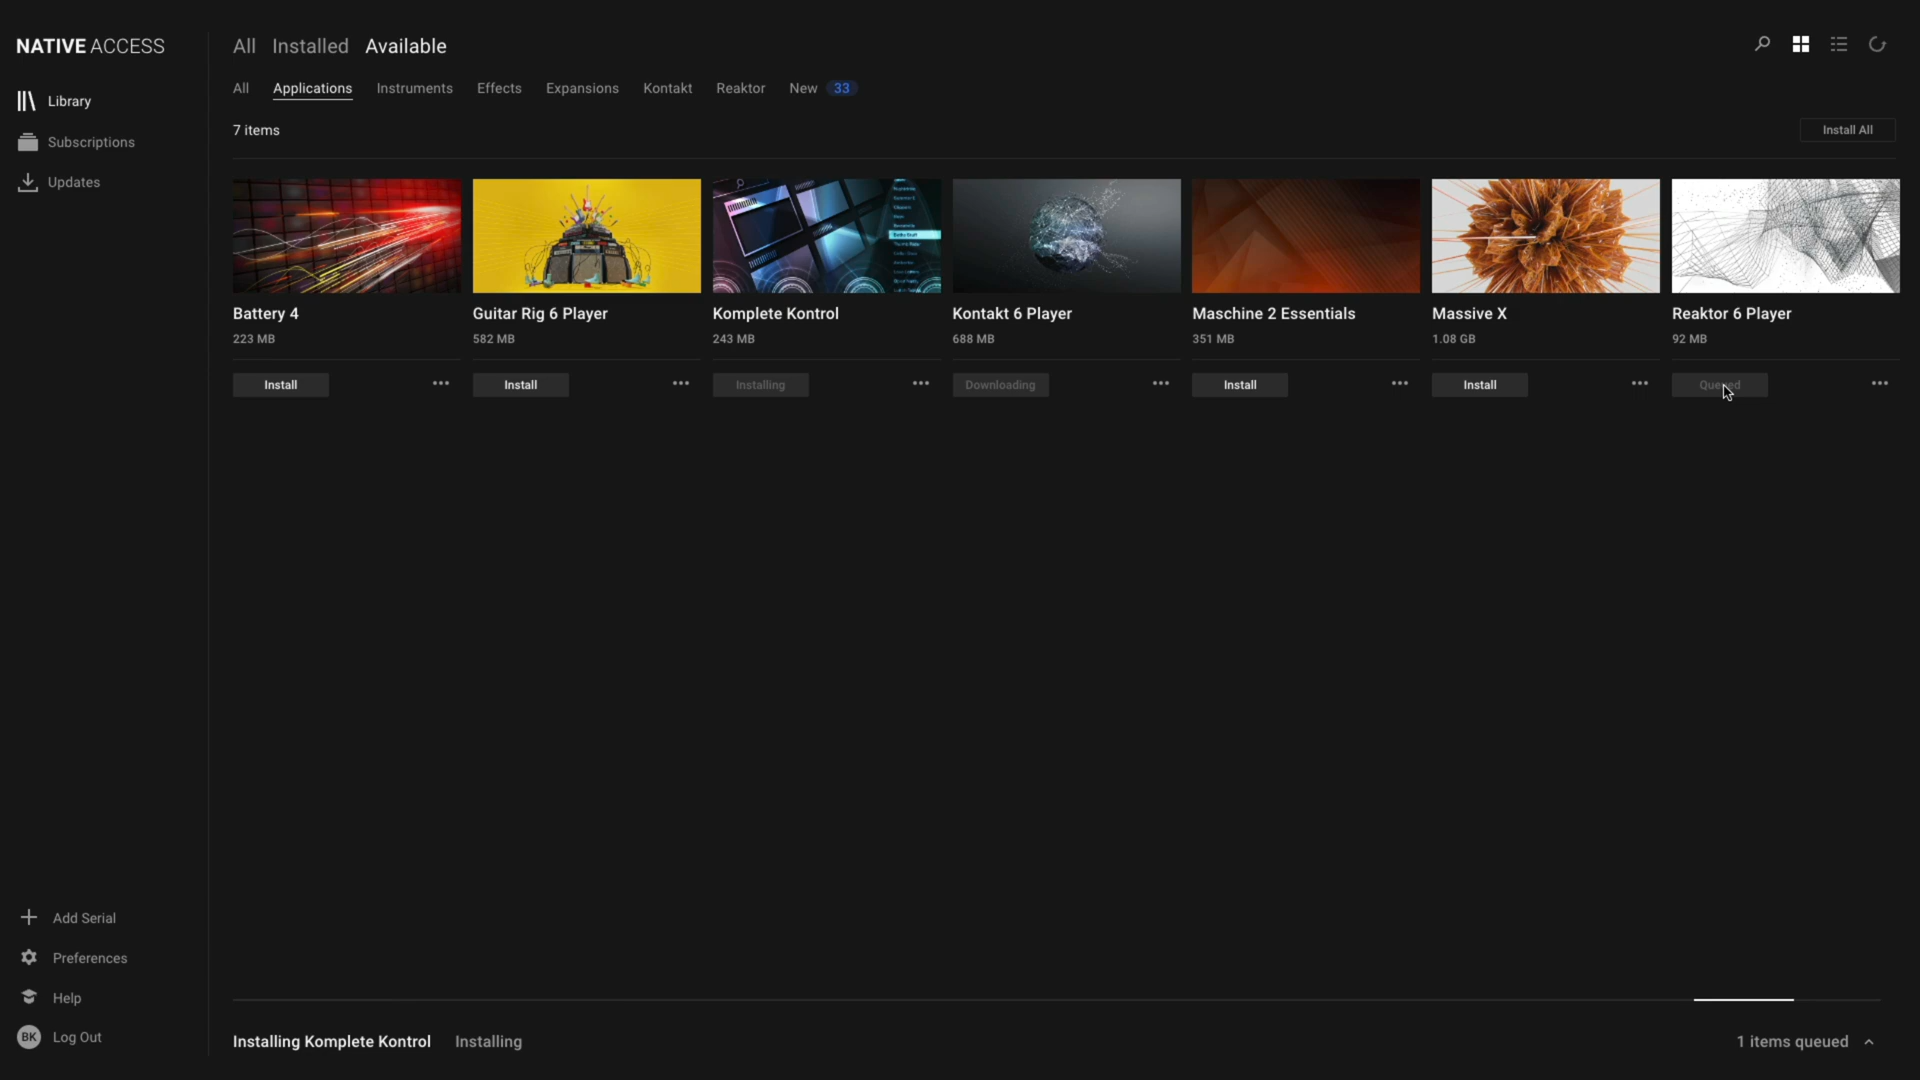 NATIVE ACCESS
All Installed Available
Library
Subscriptions
Updates
All Applications Instruments Effects Expansions Kontakt Reaktor New 33
7 items
Install All
Battery 4
223 MB
Install
Guitar Rig 6 Player
582 MB
Install
Komplete Kontrol
243 MB
Installing
Kontakt 6 Player
688 MB
Downloading
Maschine 2 Essentials
351 MB
Install
Massive X
1.08 GB
Install
Reaktor 6 Player
92 MB
Queued
Add Serial
Preferences
Help
BK Log Out
Installing Komplete Kontrol Installing
1 items queued